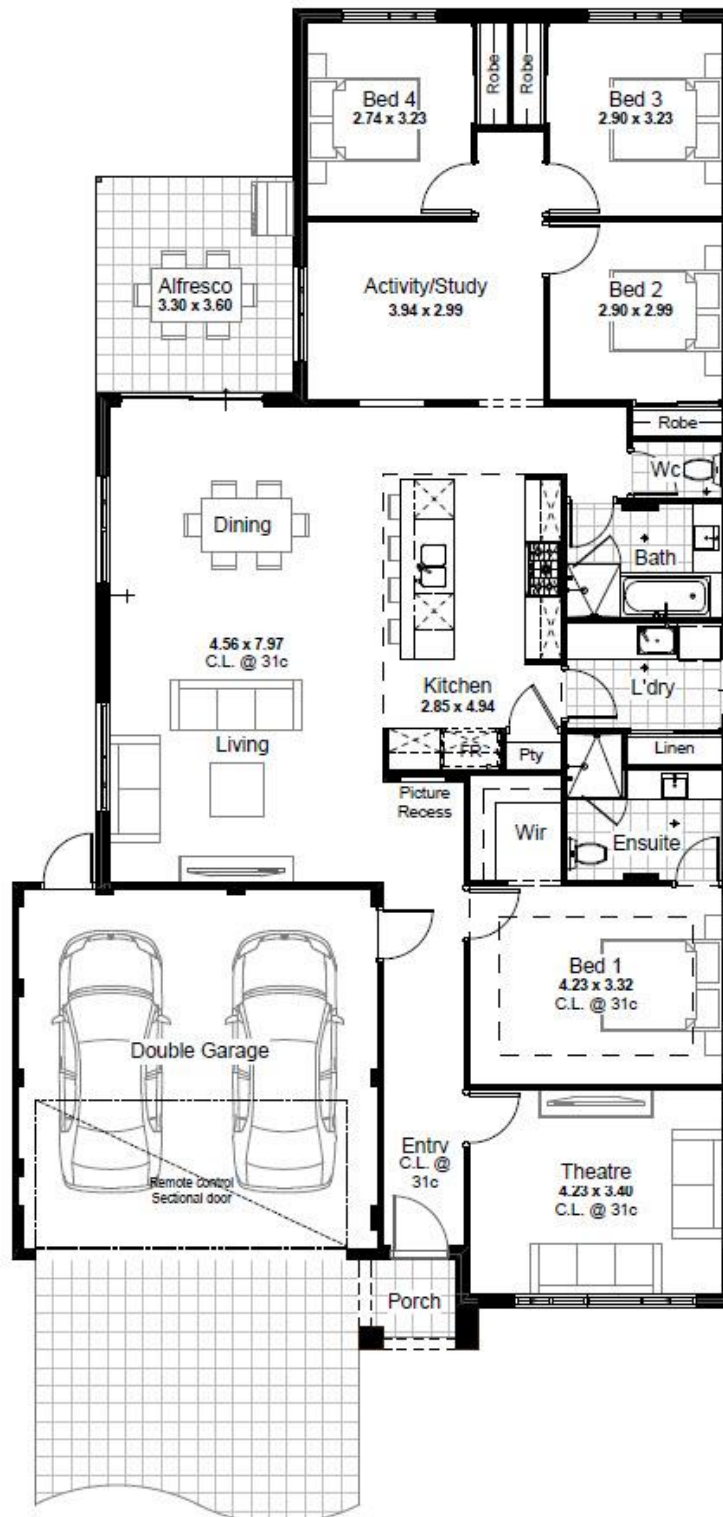 Bed 4
2.74 x 3.23
Robe
Robe
Bed 3
2.90 x 3.23
Alfresco
3.30 x 3.60
Activity/Study
3.94 x 2.99
Bed 2
2.90 x 2.99
Robe
Wc
Dining
Bath
4.56 x 7.97
C.L. @ 31c
Kitchen
2.85 x 4.94
L'dry
Living
FR
Pty
Linen
Picture
Recess
Wir
Ensuite
Bed 1
4.23 x 3.32
C.L. @ 31c
Double Garage
Remote control
Sectional door
Entry
C.L. @
31c
Theatre
4.23 x 3.40
C.L. @ 31c
Porch